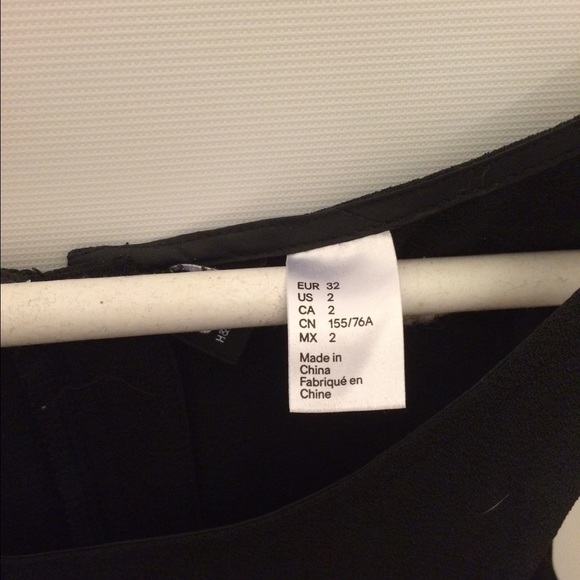 EUR 32
US 2
CA 2
CN 155/76A
MX 2
Made in
China
Fabriqué en
Chine
H&